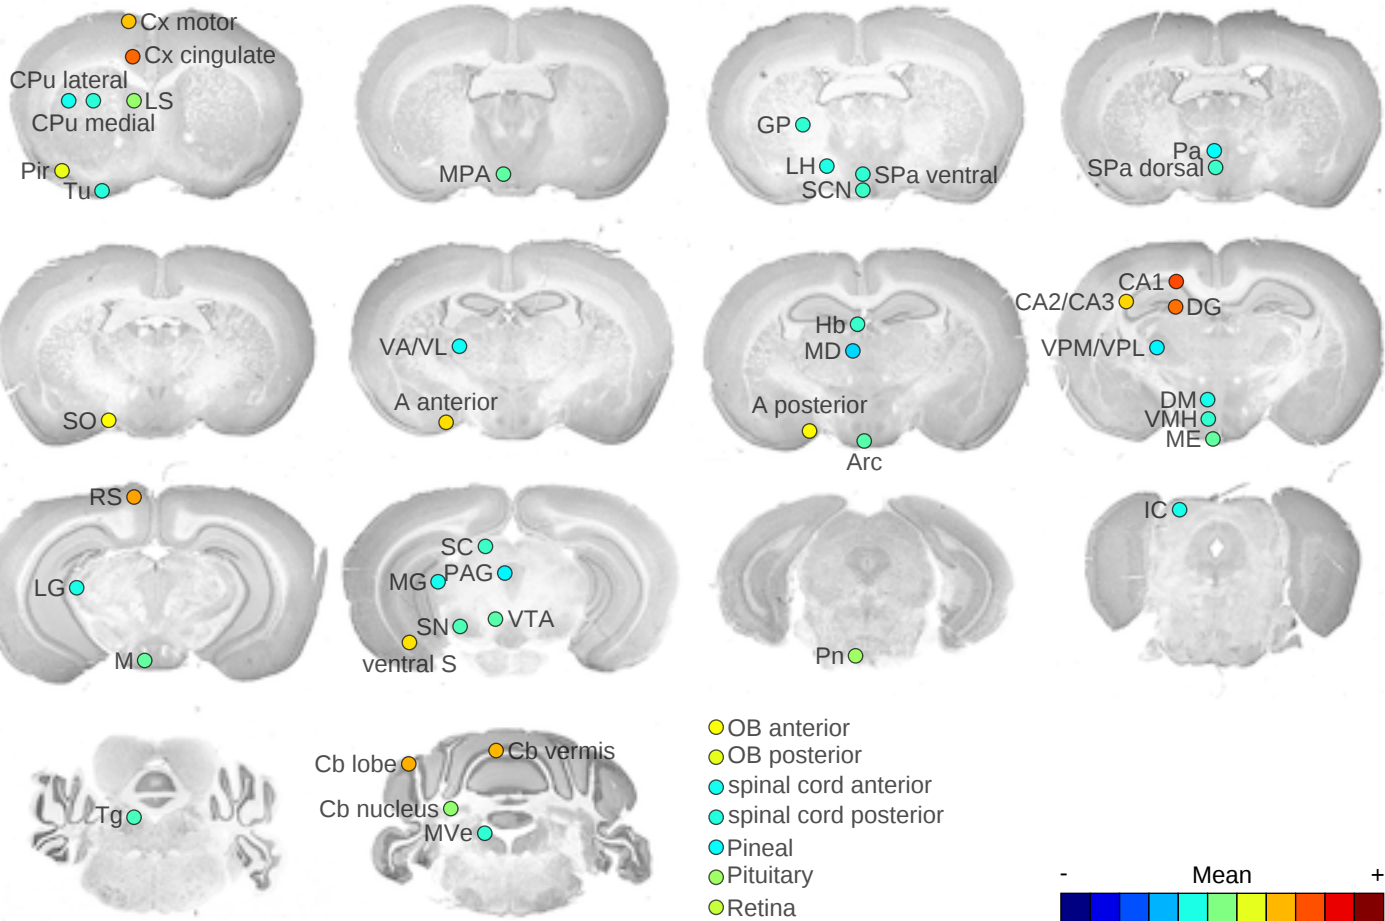 Cx motor
Cx cingulate
CPu lateral
LS
CPu medial
Pir
Tu
MPA
GP
LH
SPa ventral
SCN
Pa
SPa dorsal
SO
VA/VL
A anterior
Hb
MD
A posterior
Arc
CA1
CA2/CA3
DG
VPM/VPL
DM
VMH
ME
RS
LG
M
SC
MG
PAG
SN
VTA
ventral S
Pn
IC
Tg
Cb lobe
Cb vermis
Cb nucleus
MVe
OB anterior
OB posterior
spinal cord anterior
spinal cord posterior
Pineal
Pituitary
Retina
- Mean +